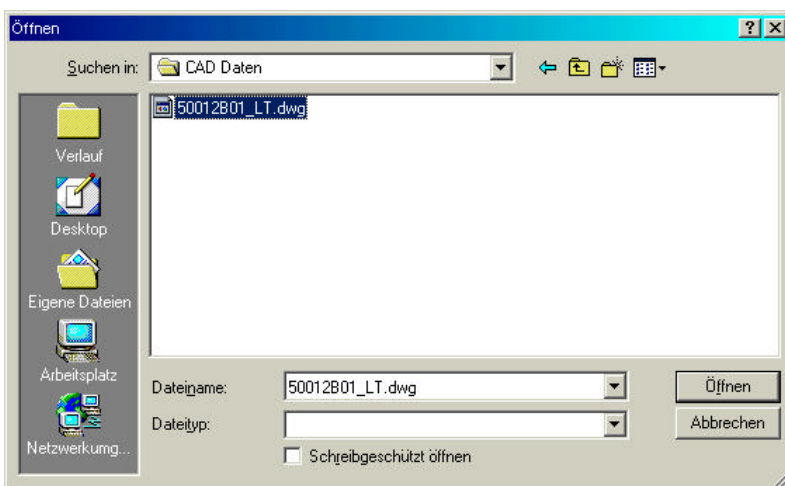 Öffnen
Suchen in: CAD Daten
50012B01_LT.dwg
Verlauf
Desktop
Eigene Dateien
Arbeitsplatz
Netzwerkumg...
Dateiname: 50012B01_LT.dwg Öffnen
Dateityp: Abbrechen
Schreibgeschützt öffnen